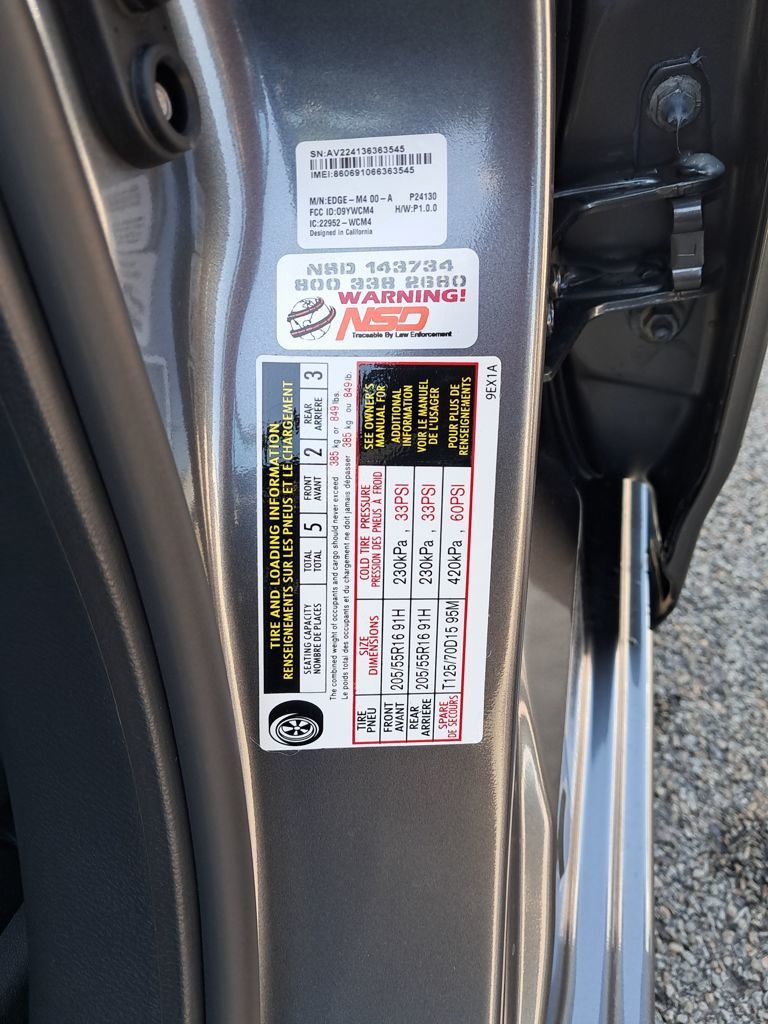 SN:AV224136363545
IMEI:860691066363545
M/N:EDGE-M4 00-A P24130
FCC ID:O9YWCM4 H/W:P1.0.0
IC:22952-WCM4
Designed in California
NSD 143734
800 338 2680
WARNING!
NSD
Traceable By Law Enforcement
TIRE AND LOADING INFORMATION
RENSEIGNEMENTS SUR LES PNEUS ET LE CHARGEMENT
SEATING CAPACITY TOTAL 5 FRONT 2 REAR 3
NOMBRE DE PLACES TOTAL AVANT ARRIÈRE
The combined weight of occupants and cargo should never exceed 385 kg or 849 lbs.
Le poids total des occupants et du chargement ne doit jamais dépasser 385 kg ou 849 lb.
TIRE SIZE COLD TIRE PRESSURE
PNEU DIMENSIONS PRESSION DES PNEUS À FROID
FRONT
AVANT 205/55R16 91H 230kPa , 33PSI
REAR
ARRIERE 205/55R16 91H 230kPa , 33PSI
SPARE
DE SECOURS T125/70D15 95M 420kPa , 60PSI
SEE OWNER'S
MANUAL FOR
ADDITIONAL
INFORMATION
VOIR LE MANUEL
DE L'USAGER
POUR PLUS DE
RENSEIGNEMENTS
9EX1A